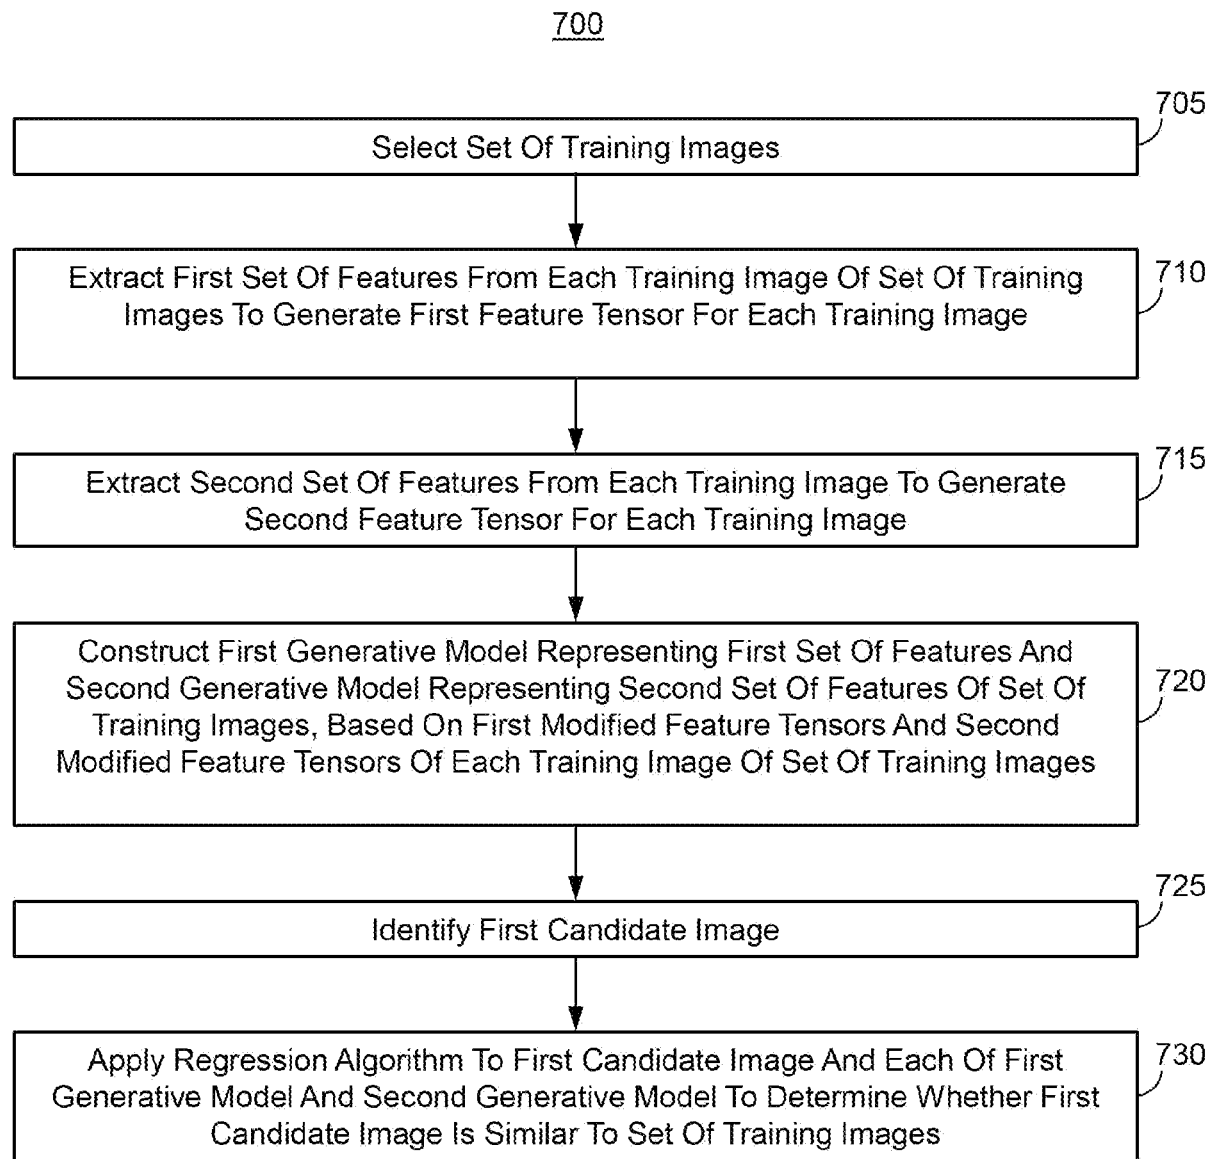 700
705
Select Set Of Training Images
710
Extract First Set Of Features From Each Training Image Of Set Of Training
Images To Generate First Feature Tensor For Each Training Image
715
Extract Second Set Of Features From Each Training Image To Generate
Second Feature Tensor For Each Training Image
720
Construct First Generative Model Representing First Set Of Features And
Second Generative Model Representing Second Set Of Features Of Set Of
Training Images, Based On First Modified Feature Tensors And Second
Modified Feature Tensors Of Each Training Image Of Set Of Training Images
725
Identify First Candidate Image
730
Apply Regression Algorithm To First Candidate Image And Each Of First
Generative Model And Second Generative Model To Determine Whether First
Candidate Image Is Similar To Set Of Training Images